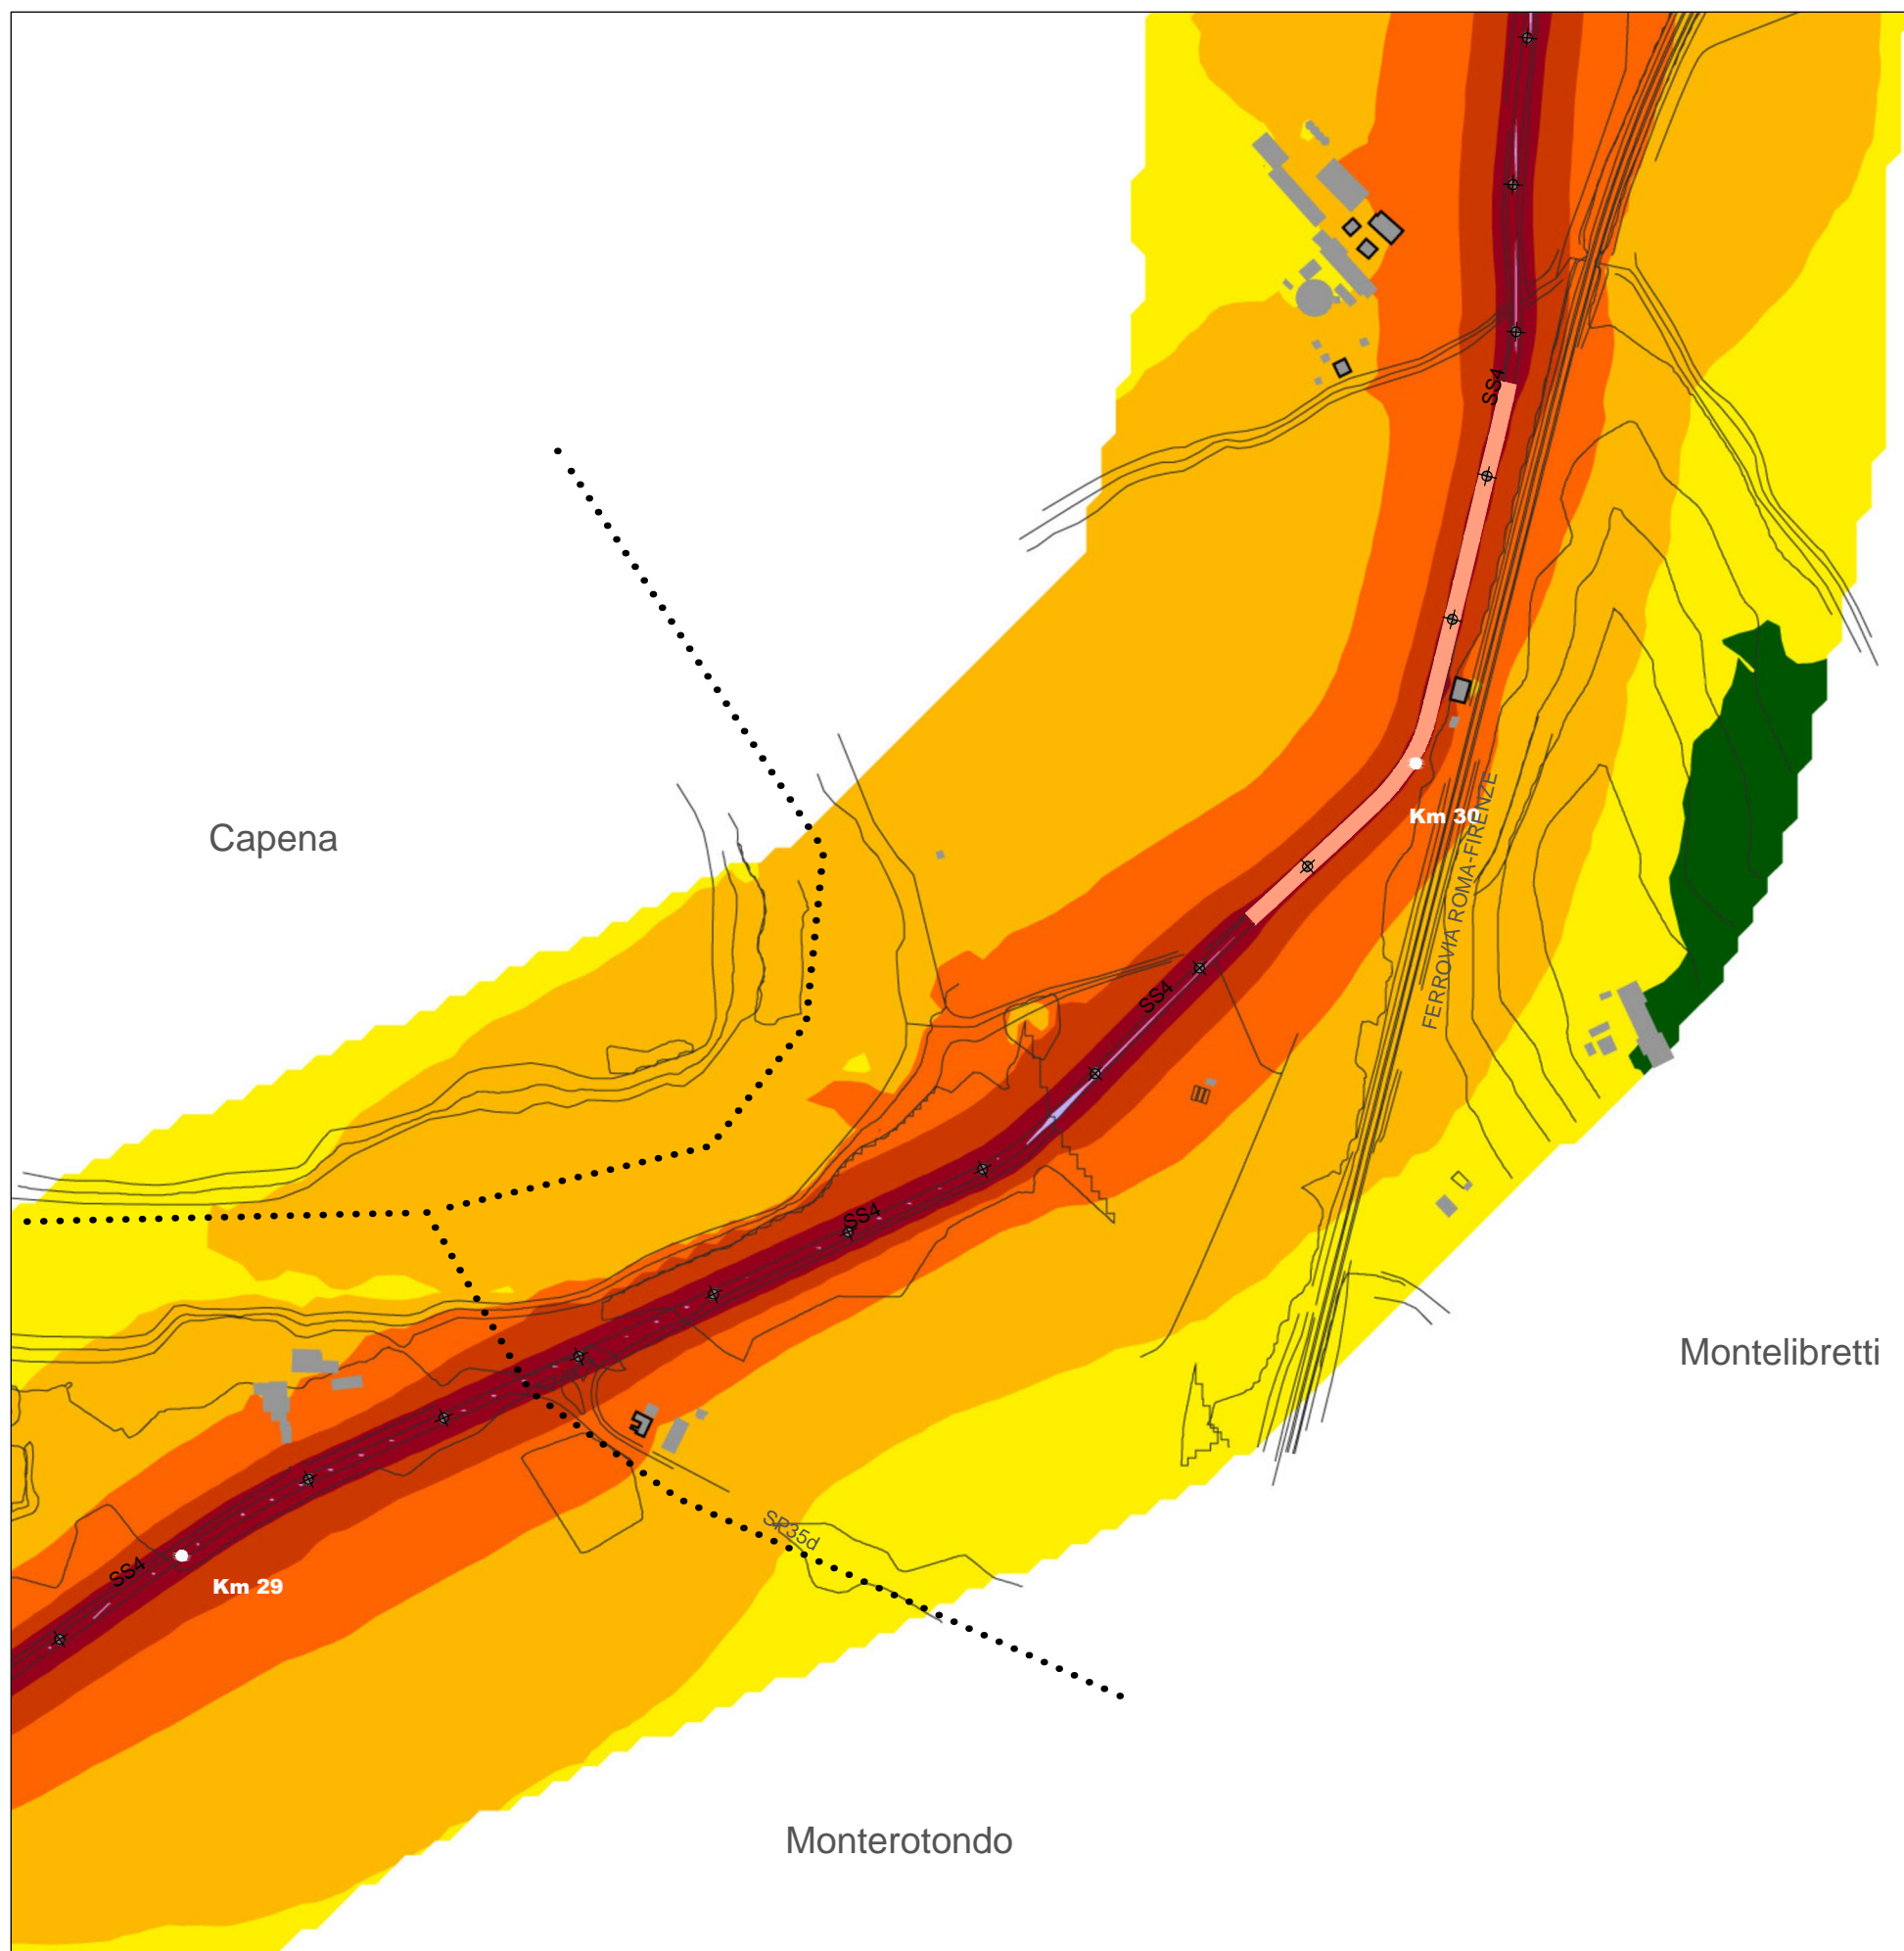 SS4
Capena
Km 30
FERROVIA ROMA-FIRENZE
SS4
SS4
Montelibretti
SP35d
SS4
Km 29
Monterotondo